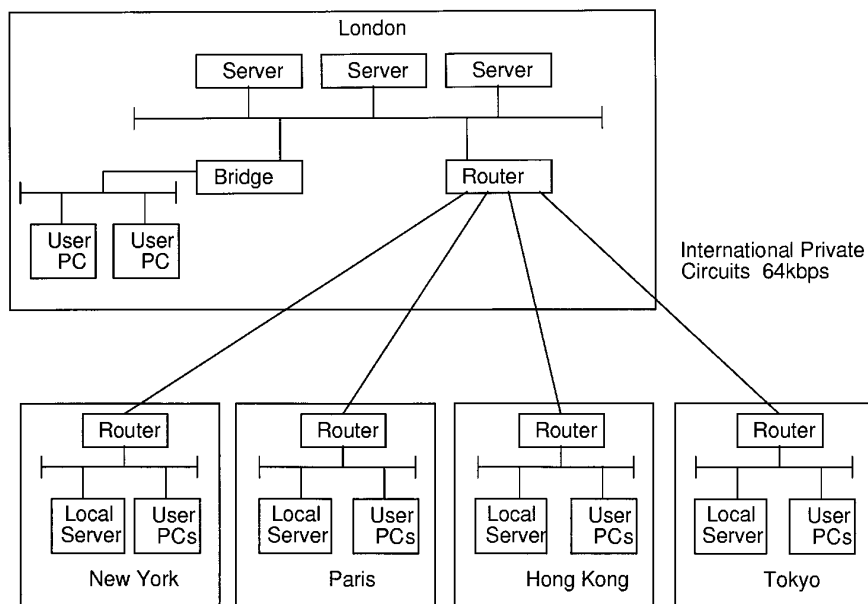 London
Server Server Server
Bridge Router
User PC User PC
International Private
Circuits 64kbps
Router Router Router Router
Local Server User PCs Local Server User PCs Local Server User PCs Local Server User PCs
New York Paris Hong Kong Tokyo